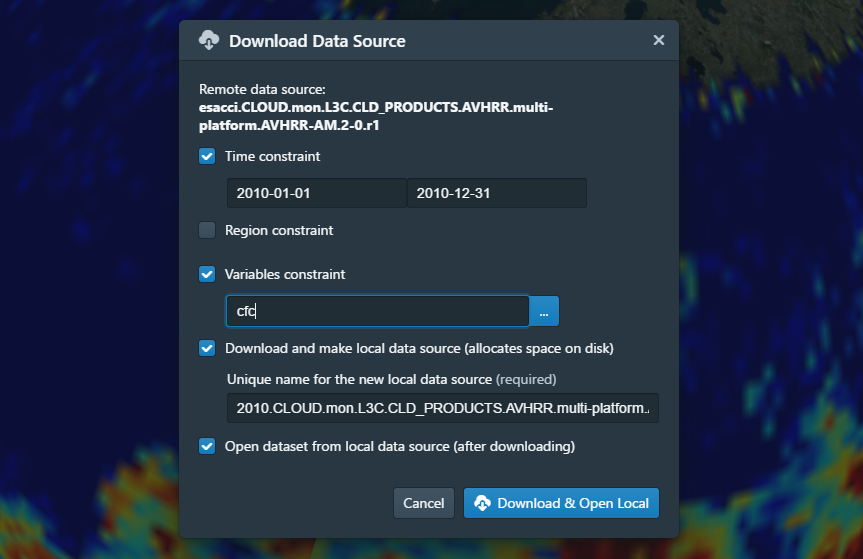 Download Data Source
Remote data source:
esacci.CLOUD.mon.L3C.CLD_PRODUCTS.AVHRR.multi-
platform.AVHRR-AM.2-0.r1
Time constraint
2010-01-01 2010-12-31
Region constraint
Variables constraint
cfc ...
Download and make local data source (allocates space on disk)
Unique name for the new local data source (required)
2010.CLOUD.mon.L3C.CLD_PRODUCTS.AVHRR.multi-platform.
Open dataset from local data source (after downloading)
Cancel Download & Open Local